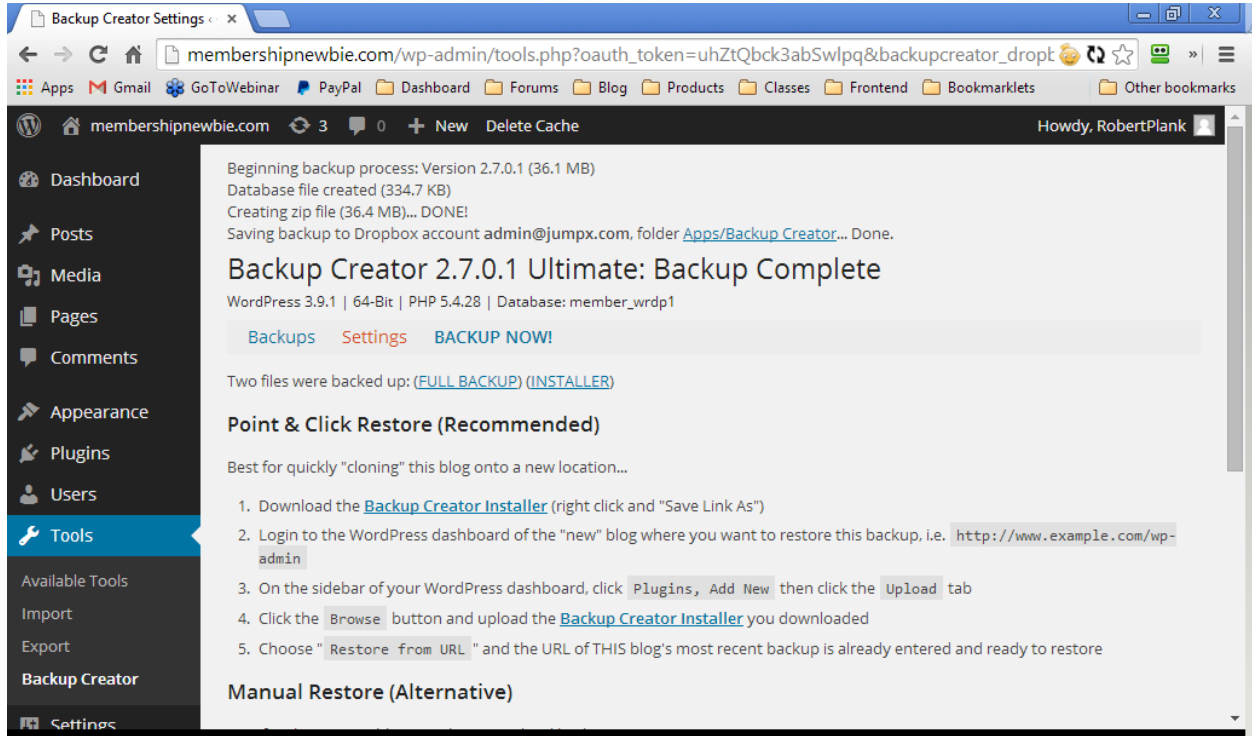 Backup Creator Settings ‹
membershipnewbie.com/wp-admin/tools.php?oauth_token=uhZtQbck3abSwlpq&backupcreator_dropb
Apps Gmail GoToWebinar PayPal Dashboard Forums Blog Products Classes Frontend Bookmarklets Other bookmarks
membershipnewbie.com 3 0 New Delete Cache Howdy, RobertPlank
Dashboard
Posts
Media
Pages
Comments
Appearance
Plugins
Users
Tools
Available Tools
Import
Export
Backup Creator
Settings
Beginning backup process: Version 2.7.0.1 (36.1 MB)
Database file created (334.7 KB)
Creating zip file (36.4 MB)... DONE!
Saving backup to Dropbox account admin@jumpx.com, folder Apps/Backup Creator... Done.
Backup Creator 2.7.0.1 Ultimate: Backup Complete
WordPress 3.9.1 | 64-Bit | PHP 5.4.28 | Database: member_wrdp1
Backups Settings BACKUP NOW!
Two files were backed up: (FULL BACKUP) (INSTALLER)
Point & Click Restore (Recommended)
Best for quickly "cloning" this blog onto a new location...
1. Download the Backup Creator Installer (right click and "Save Link As")
2. Login to the WordPress dashboard of the "new" blog where you want to restore this backup, i.e. http://www.example.com/wp-
admin
3. On the sidebar of your WordPress dashboard, click Plugins, Add New then click the Upload tab
4. Click the Browse button and upload the Backup Creator Installer you downloaded
5. Choose " Restore from URL " and the URL of THIS blog's most recent backup is already entered and ready to restore
Manual Restore (Alternative)